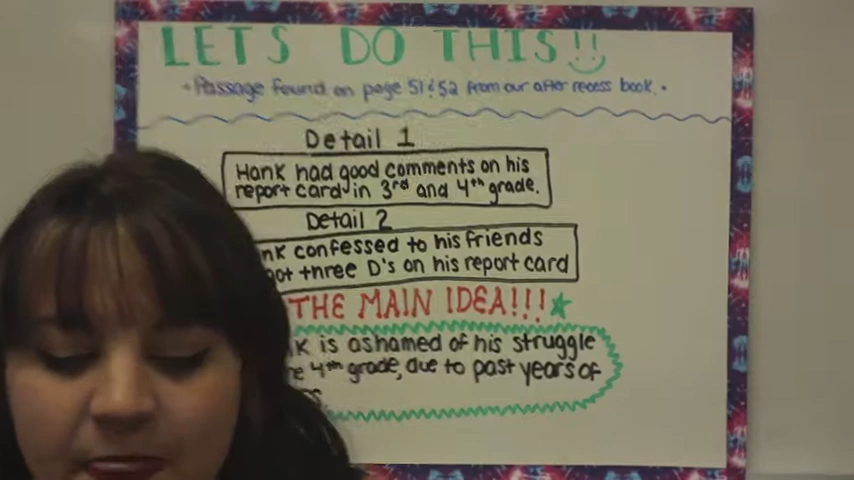 LETS DO THIS!!
Passage found on page 51 & 52 from our after recess book.
Detail 1
Hank had good comments on his
report card in 3rd and 4th grade.
Detail 2
confessed to his friends
three D's on his report card
THE MAIN IDEA!!!
is ashamed of his struggle
4th grade, due to past years of